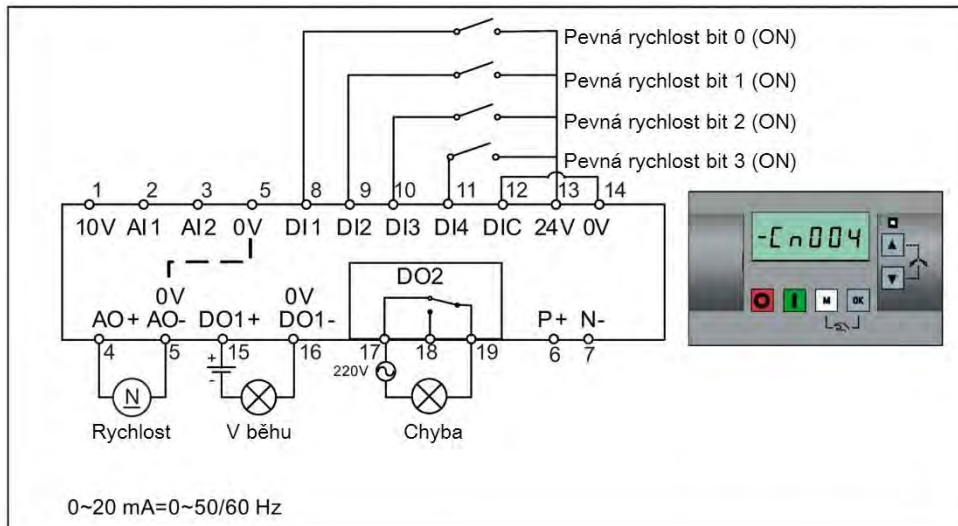 Pevná rychlost bit 0 (ON)
Pevná rychlost bit 1 (ON)
Pevná rychlost bit 2 (ON)
Pevná rychlost bit 3 (ON)
1 2 3 5 8 9 10 11 12 13 14
10V AI1 AI2 0V DI1 DI2 DI3 DI4 DIC 24V 0V
-Cn004
M OK
0V 0V DO2
AO+ AO- DO1+ DO1- P+ N-
4 5 15 16 17 18 19 6 7
+
-
220V
N
Rychlost V běhu Chyba
0~20 mA=0~50/60 Hz